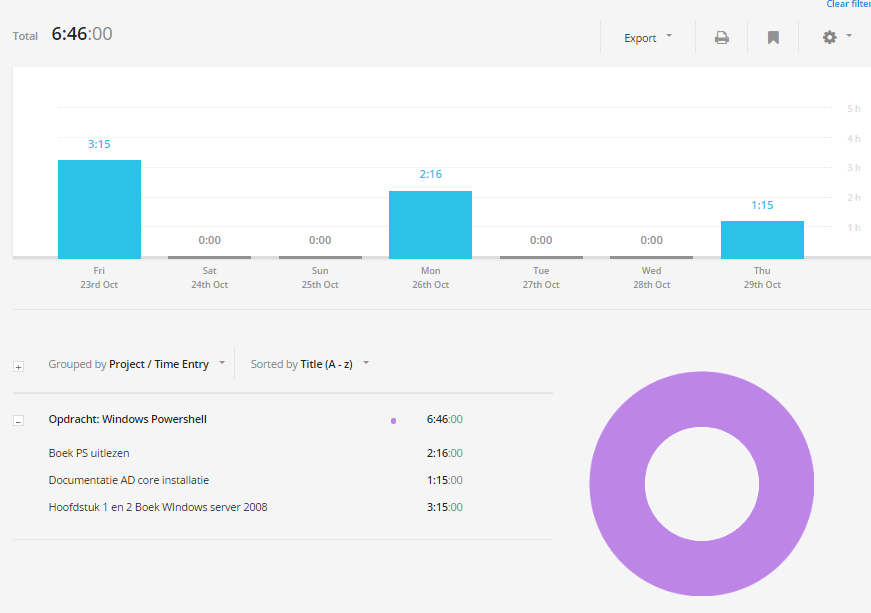 Clear filter
Total 6:46:00
Export
5 h
4 h
3 h
2 h
1 h
3:15
0:00
0:00
2:16
0:00
0:00
1:15
Fri
23rd Oct
Sat
24th Oct
Sun
25th Oct
Mon
26th Oct
Tue
27th Oct
Wed
28th Oct
Thu
29th Oct
Grouped by Project / Time Entry
Sorted by Title (A - z)
Opdracht: Windows Powershell 6:46:00
Boek PS uitlezen 2:16:00
Documentatie AD core installatie 1:15:00
Hoofdstuk 1 en 2 Boek WIndows server 2008 3:15:00